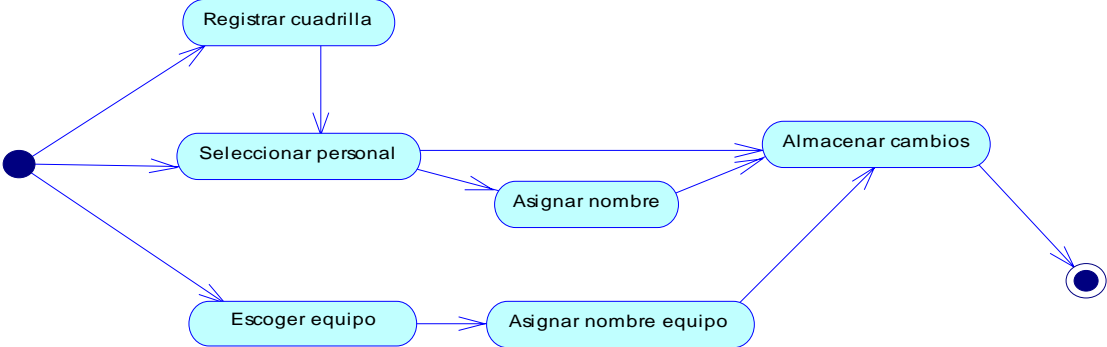 Registrar cuadrilla
Seleccionar personal
Almacenar cambios
Asignar nombre
Escoger equipo
Asignar nombre equipo